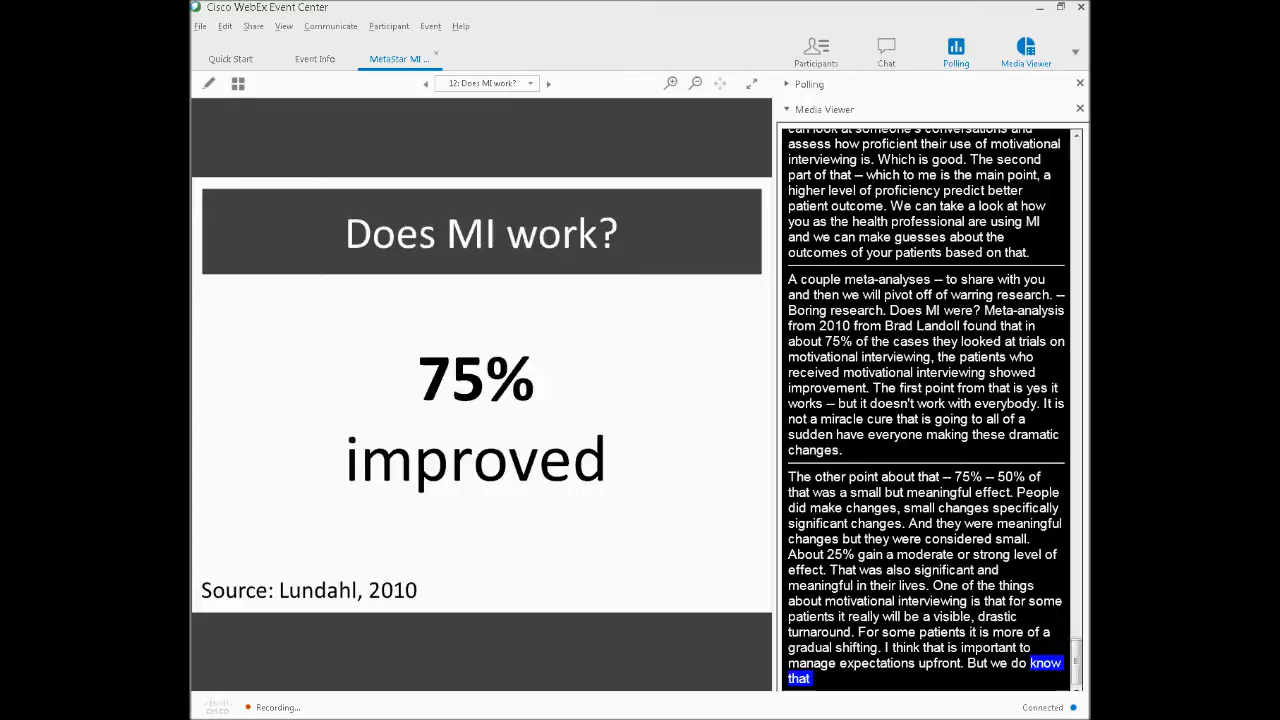 Cisco WebEx Event Center
File Edit Share View Communicate Participant Event Help
Quick Start Event Info MetaStar MI ...
Participants Chat Polling Media Viewer
12: Does MI work?
Polling
Media Viewer
Does MI work?
75%
improved
Source: Lundahl, 2010
can look at someone's conversations and
assess how proficient their use of motivational
interviewing is. Which is good. The second
part of that -- which to me is the main point, a
higher level of proficiency predict better
patient outcome. We can take a look at how
you as the health professional are using MI
and we can make guesses about the
outcomes of your patients based on that.
A couple meta-analyses -- to share with you
and then we will pivot off of warring research. --
Boring research. Does MI were? Meta-analysis
from 2010 from Brad Landoll found that in
about 75% of the cases they looked at trials on
motivational interviewing, the patients who
received motivational interviewing showed
improvement. The first point from that is yes it
works -- but it doesn't work with everybody. It is
not a miracle cure that is going to all of a
sudden have everyone making these dramatic
changes.
The other point about that -- 75% -- 50% of
that was a small but meaningful effect. People
did make changes, small changes specifically
significant changes. And they were meaningful
changes but they were considered small.
About 25% gain a moderate or strong level of
effect. That was also significant and
meaningful in their lives. One of the things
about motivational interviewing is that for some
patients it really will be a visible, drastic
turnaround. For some patients it is more of a
gradual shifting. I think that is important to
manage expectations upfront. But we do know
that
CISCO
Recording...
Connected